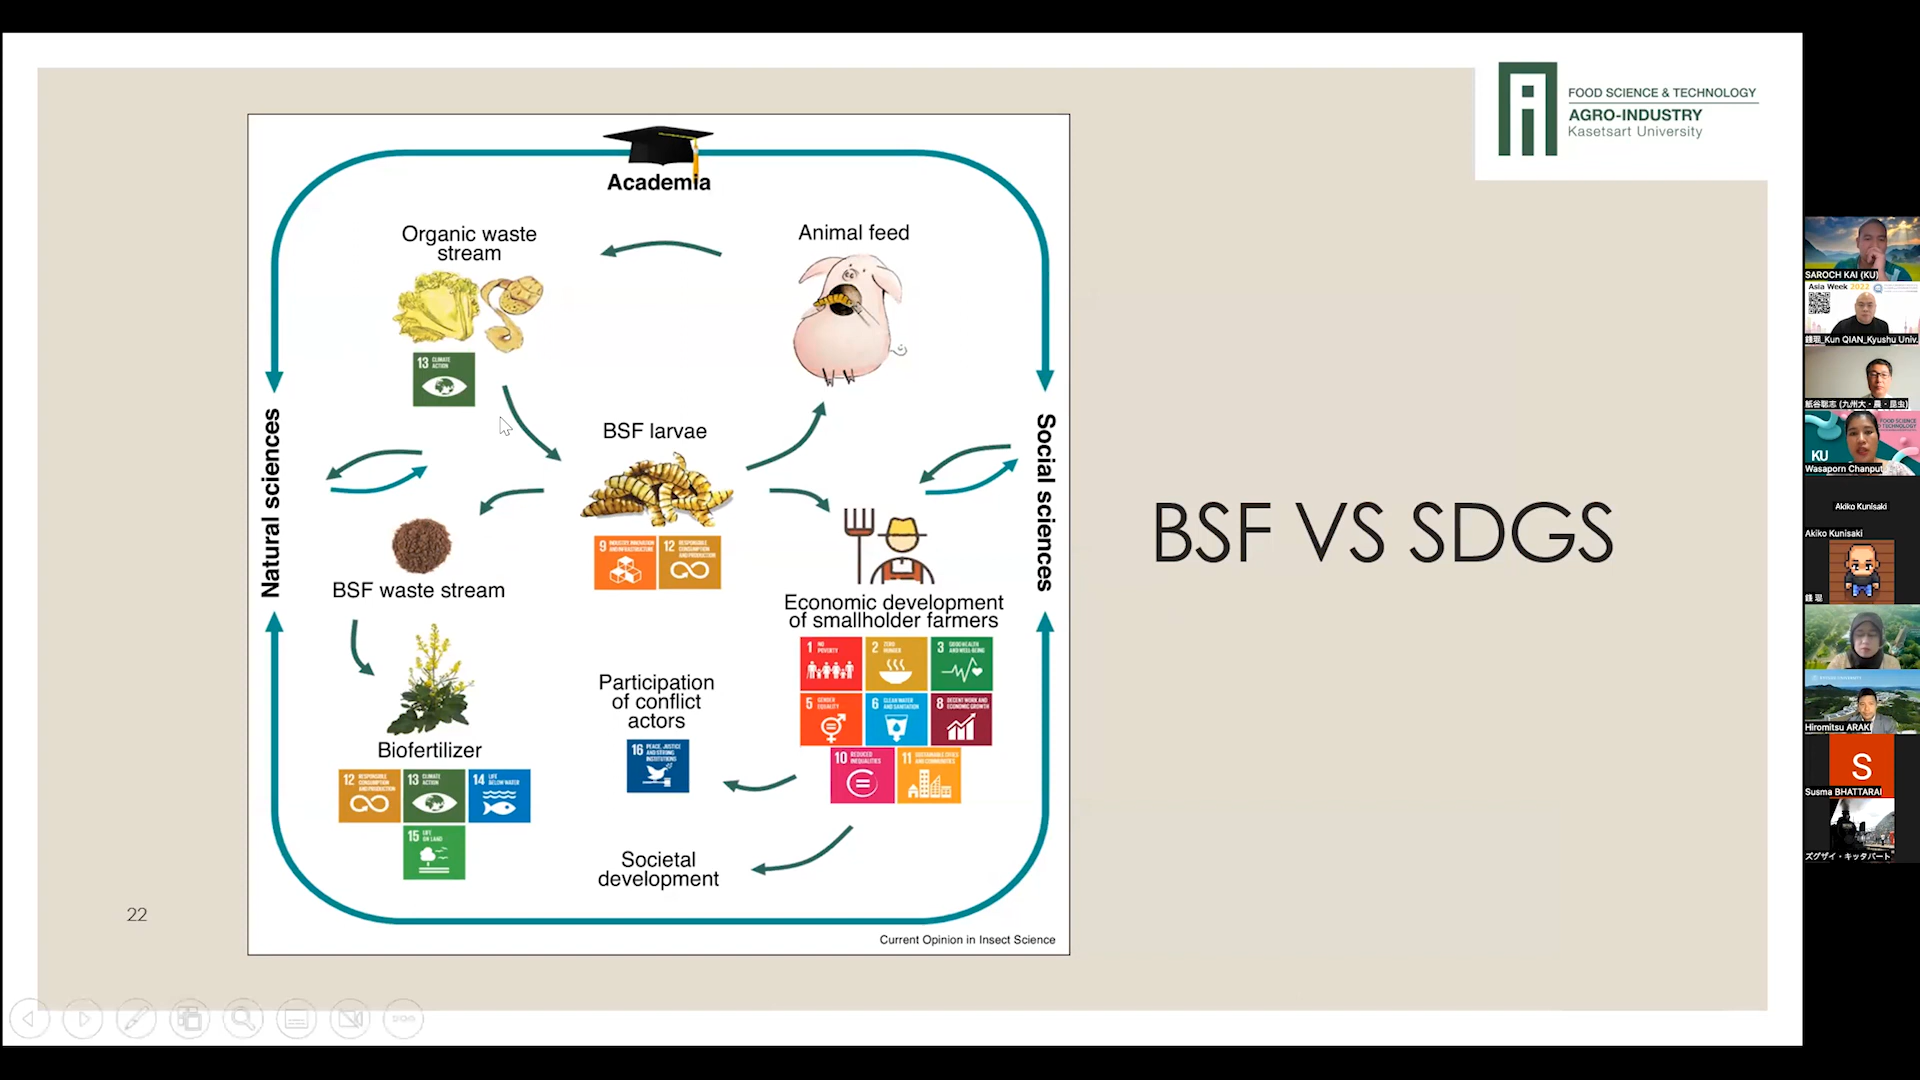 FOOD SCIENCE & TECHNOLOGY
AGRO-INDUSTRY
Kasetsart University
Academia
Organic waste
stream
Animal feed
13 CLIMATE
ACTION
Natural sciences
Social sciences
BSF larvae
9 INDUSTRY, INNOVATION
AND INFRASTRUCTURE
12 RESPONSIBLE
CONSUMPTION
AND PRODUCTION
BSF waste stream
Economic development
of smallholder farmers
1 NO
POVERTY
2 ZERO
HUNGER
3 GOOD HEALTH
AND WELL-BEING
5 GENDER
EQUALITY
6 CLEAN WATER
AND SANITATION
8 DECENT WORK AND
ECONOMIC GROWTH
10 REDUCED
INEQUALITIES
11 SUSTAINABLE CITIES
AND COMMUNITIES
Participation
of conflict
actors
16 PEACE, JUSTICE
AND STRONG
INSTITUTIONS
Biofertilizer
12 RESPONSIBLE
CONSUMPTION
AND PRODUCTION
13 CLIMATE
ACTION
14 LIFE
BELOW WATER
15 LIFE
ON LAND
Societal
development
Current Opinion in Insect Science
BSF VS SDGS
22
SAROCH KAI (KU)
Asia Week 2022
錢琨_Kun QIAN_Kyushu Univ.
紙谷聡志 (九州大・農・昆虫)
FOOD SCIENCE
TECHNOLOGY
KU
Wasaporn Chanput
Akiko Kunisaki
Akiko Kunisaki
錢 琨
KYUSHU UNIVERSITY
Hiromitsu ARAKI
S
Susma BHATTARAI
ズグザイ・キッタパート